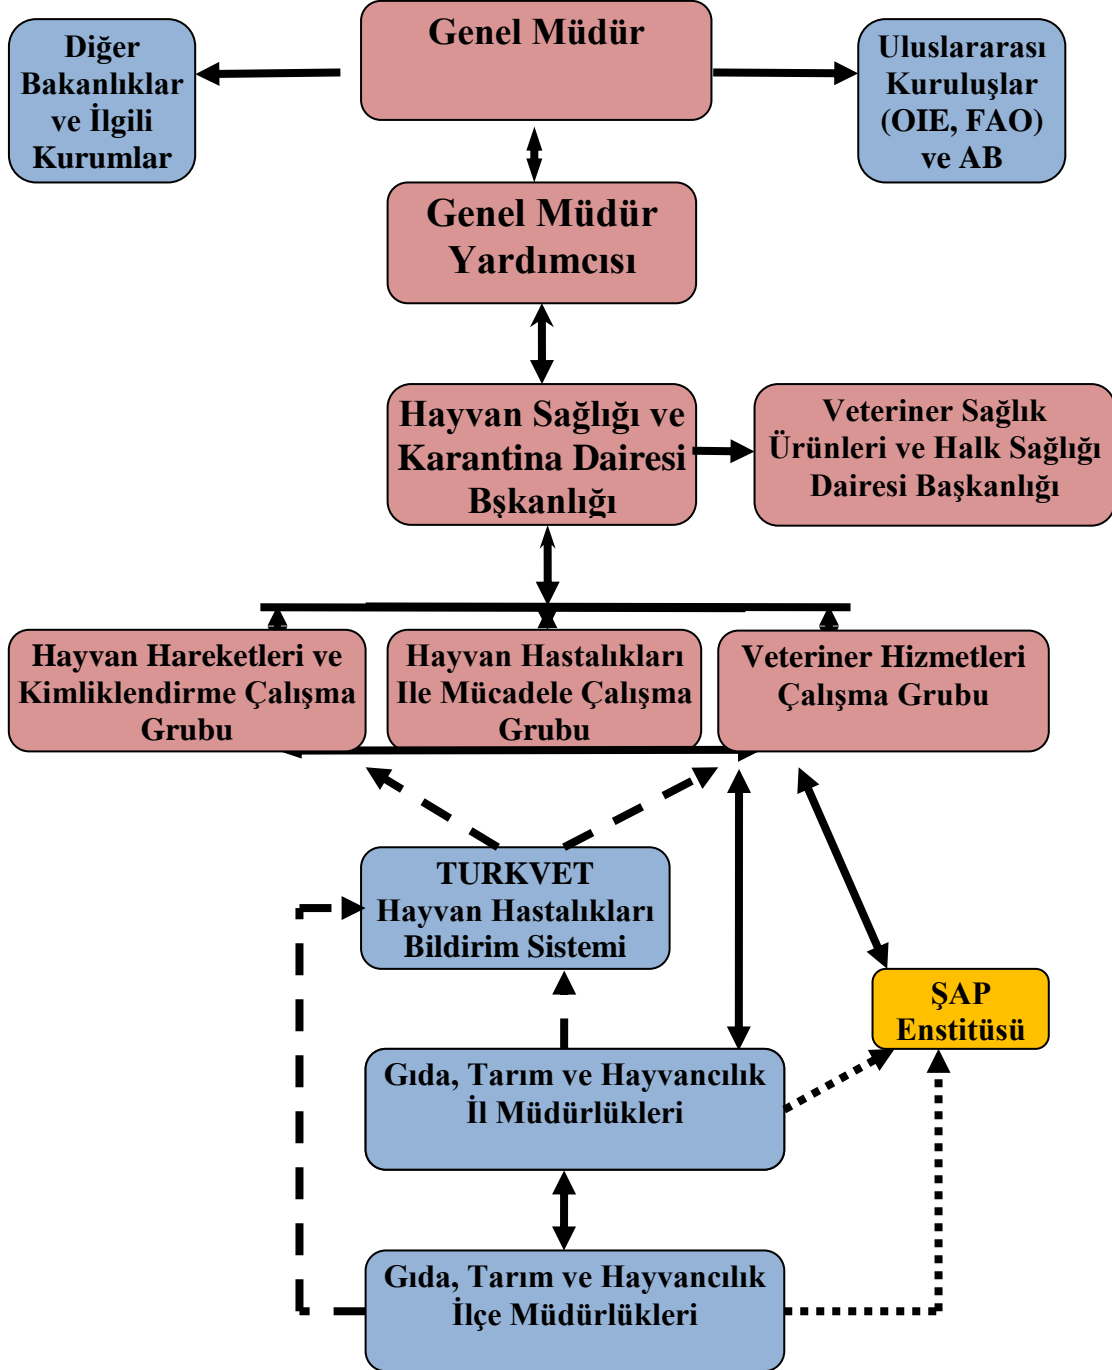 Genel Müdür
Diğer
Bakanlıklar
ve İlgili
Kurumlar
Uluslararası
Kuruluşlar
(OIE, FAO)
ve AB
Genel Müdür
Yardımcısı
Hayvan Sağlığı ve
Karantina Dairesi
Bşkanlığı
Veteriner Sağlık
Ürünleri ve Halk Sağlığı
Dairesi Başkanlığı
Hayvan Hareketleri ve
Kimliklendirme Çalışma
Grubu
Hayvan Hastalıkları
Ile Mücadele Çalışma
Grubu
Veteriner Hizmetleri
Çalışma Grubu
TURKVET
Hayvan Hastalıkları
Bildirim Sistemi
ŞAP
Enstitüsü
Gıda, Tarım ve Hayvancılık
İl Müdürlükleri
Gıda, Tarım ve Hayvancılık
İlçe Müdürlükleri